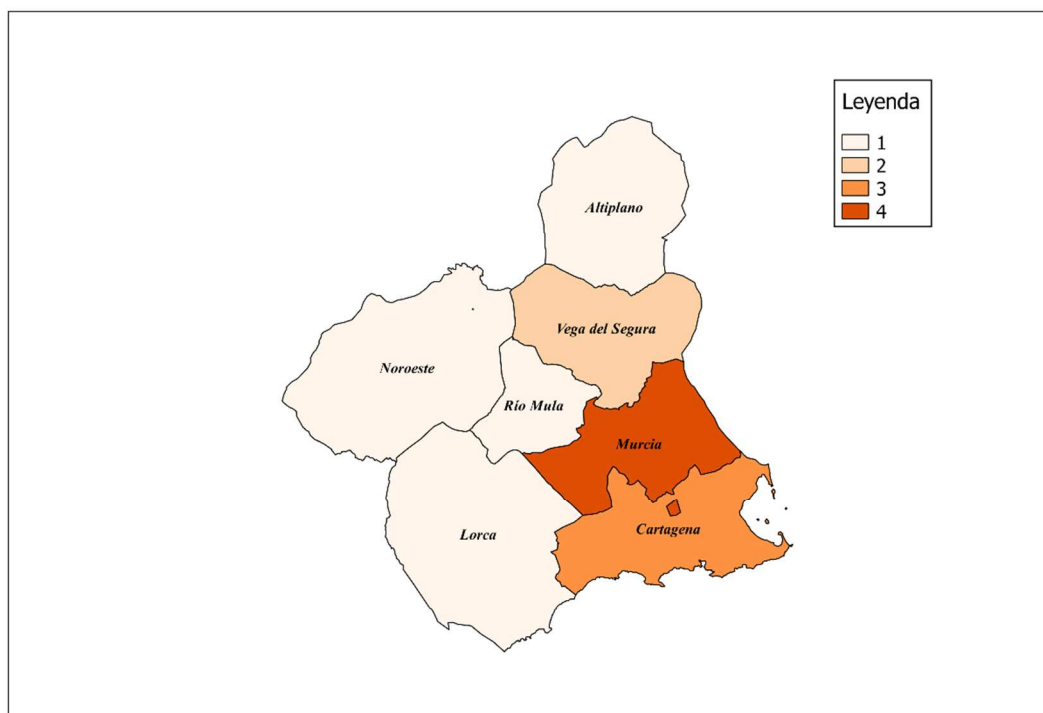 Leyenda
1
2
3
4
Altiplano
Vega del Segura
Noroeste
Río Mula
Murcia
Lorca
Cartagena